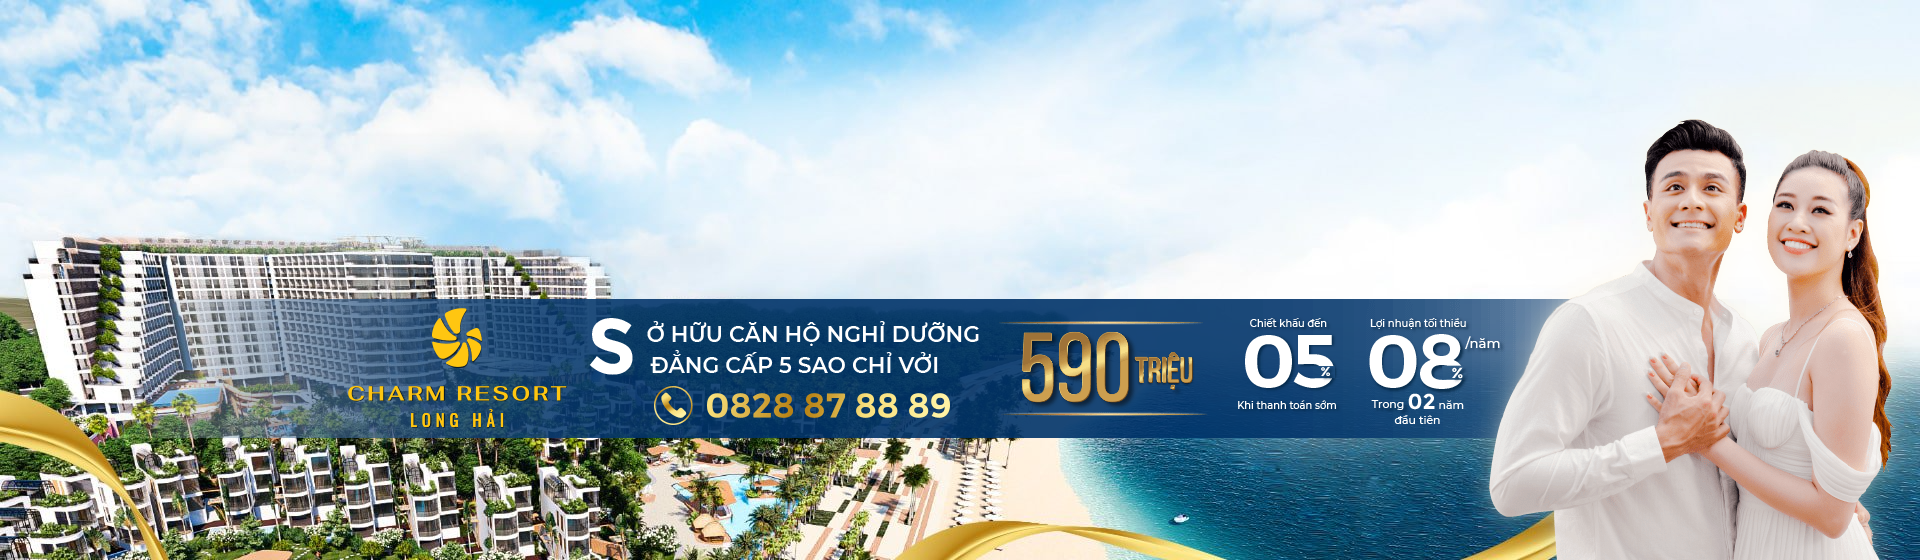 CHARM RESORT
LONG HẢI
SỞ HỮU CĂN HỘ NGHỈ DƯỠNG
ĐẲNG CẤP 5 SAO CHỈ VỚI
0828 87 88 89
590 TRIỆU
Chiết khấu đến
05%
Khi thanh toán sớm
Lợi nhuận tối thiểu
08% /năm
Trong 02 năm
đầu tiên